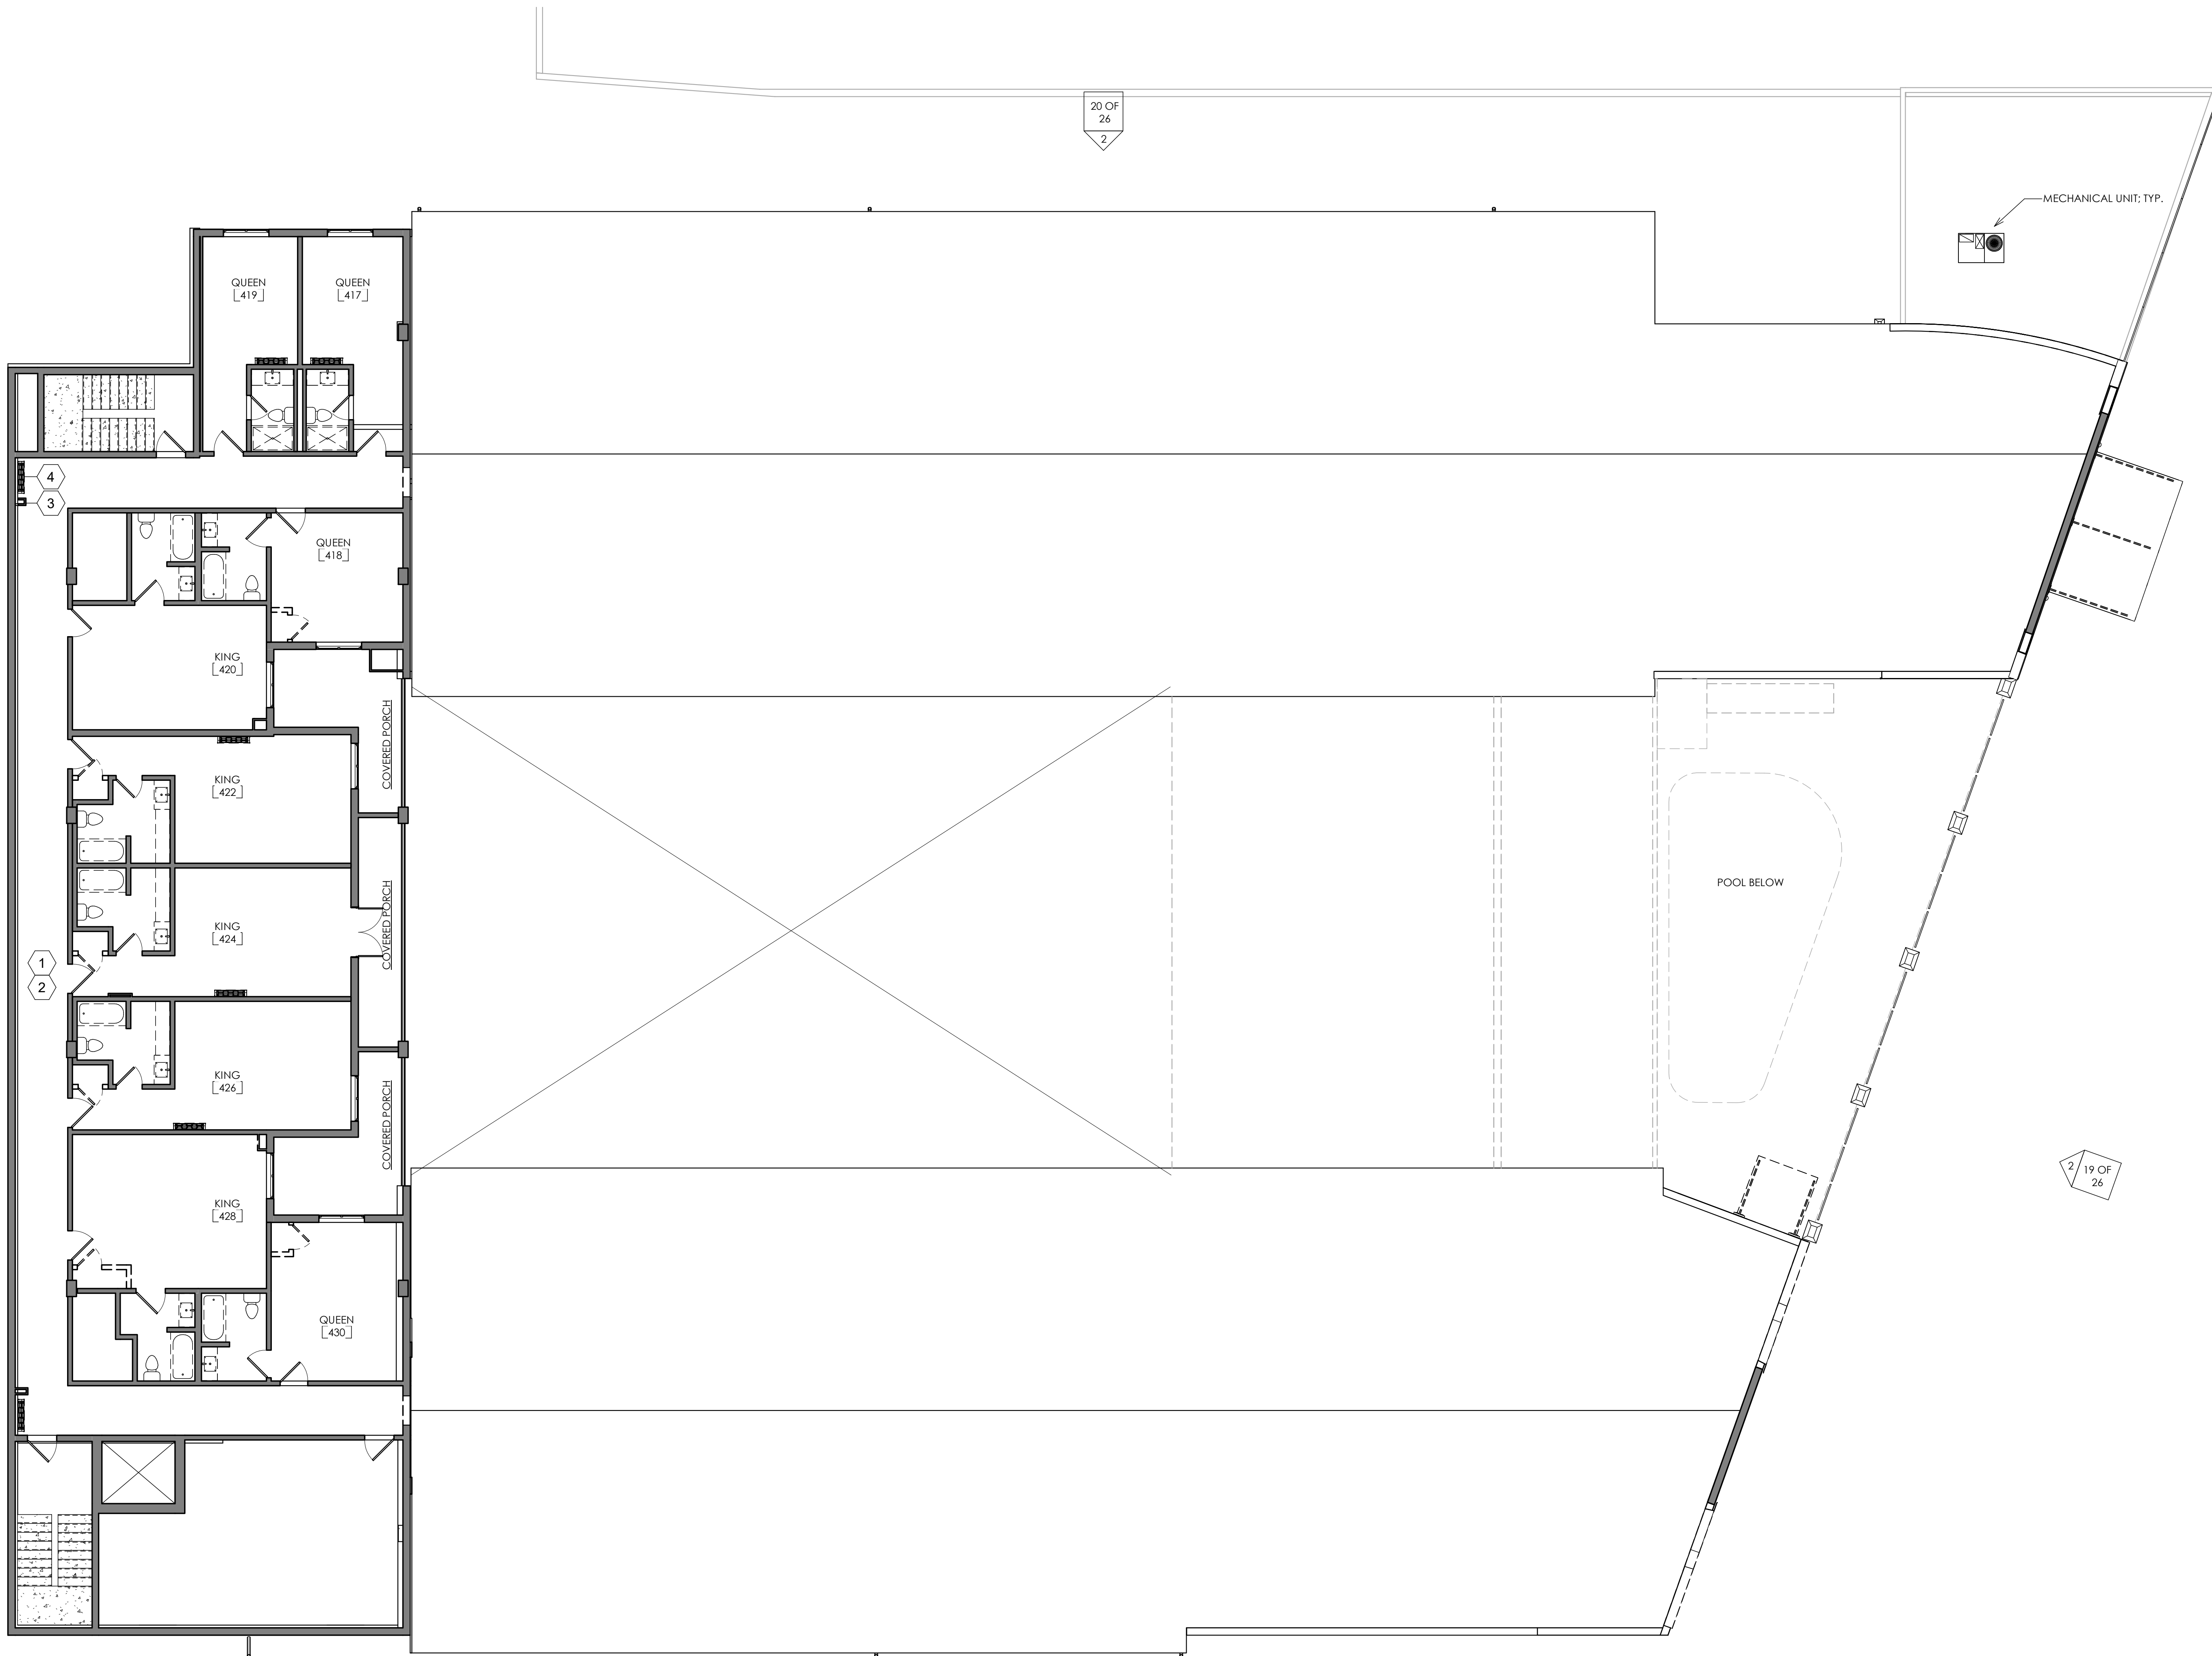 20 OF
26
2
MECHANICAL UNIT; TYP.
QUEEN
419
QUEEN
417
4
3
QUEEN
418
KING
420
COVERED PORCH
KING
422
POOL BELOW
COVERED PORCH
KING
424
1
2
KING
426
COVERED PORCH
2
19 OF
26
KING
428
QUEEN
430